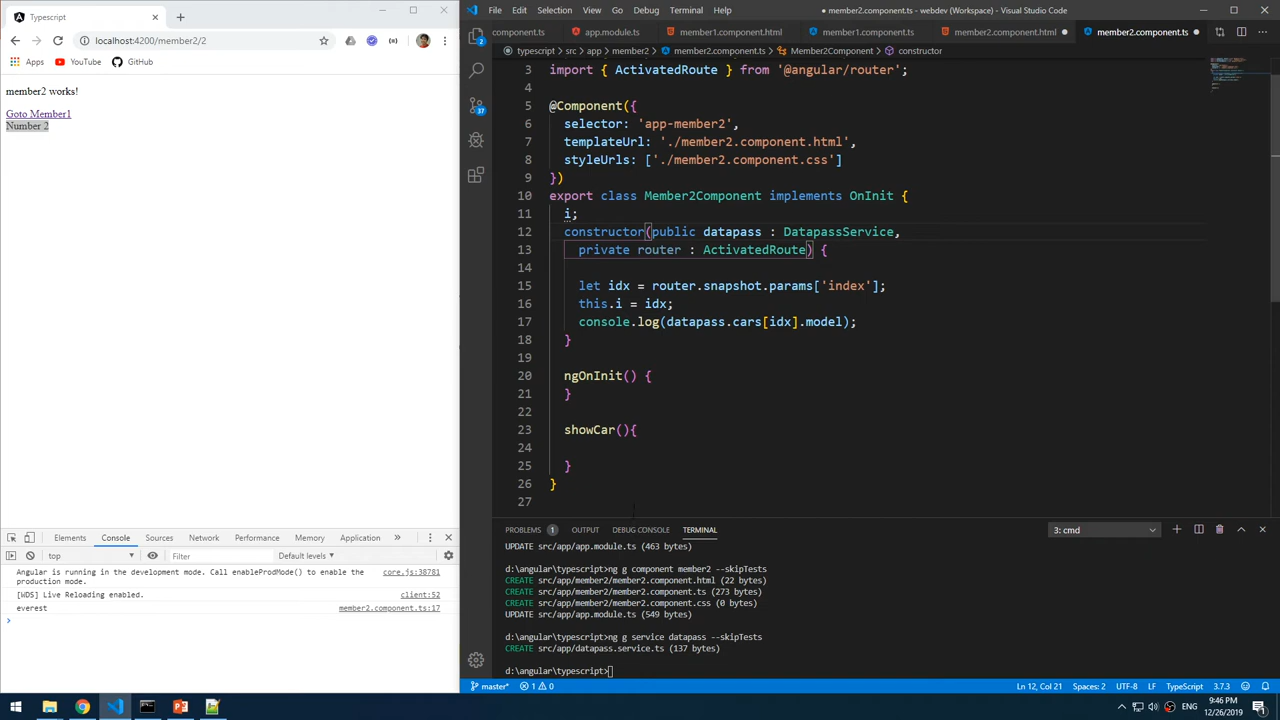 Typescript
member2.component.ts - webdev (Workspace) - Visual Studio Code
File Edit Selection View Go Debug Terminal
localhost:4200/member2/2
component.ts app.module.ts member1.component.html member1.component.ts member2.component.html member2.component.ts
Apps YouTube GitHub
typescript > src > app > member2 > member2.component.ts > Member2Component > constructor
member2 works!
Goto Member1
Number 2
3 import { ActivatedRoute } from '@angular/router';
4
5 @Component({
6 selector: 'app-member2',
7 templateUrl: './member2.component.html',
8 styleUrls: ['./member2.component.css']
9 })
10 export class Member2Component implements OnInit {
11 i;
12 constructor(public datapass : DatapassService,
13 private router : ActivatedRoute) {
14
15 let idx = router.snapshot.params['index'];
16 this.i = idx;
17 console.log(datapass.cars[idx].model);
18 }
19
20 ngOnInit() {
21 }
22
23 showCar(){
24
25 }
26 }
27
PROBLEMS 1 OUTPUT DEBUG CONSOLE TERMINAL 3: cmd
UPDATE src/app/app.module.ts (463 bytes)
d:\angular\typescript>ng g component member2 --skipTests
CREATE src/app/member2/member2.component.html (22 bytes)
CREATE src/app/member2/member2.component.ts (273 bytes)
CREATE src/app/member2/member2.component.css (0 bytes)
UPDATE src/app/app.module.ts (549 bytes)
d:\angular\typescript>ng g service datapass --skipTests
CREATE src/app/datapass.service.ts (137 bytes)
d:\angular\typescript>
Elements Console Sources Network Performance Memory Application
top Filter Default levels
Angular is running in the development mode. Call enableProdMode() to enable the production mode. core.js:38781
[WDS] Live Reloading enabled. client:52
everest member2.component.ts:17
2
37
master* 1 0 Ln 12, Col 21 Spaces: 2 UTF-8 LF TypeScript 3.7.3
ENG
9:46 PM
12/26/2019
1